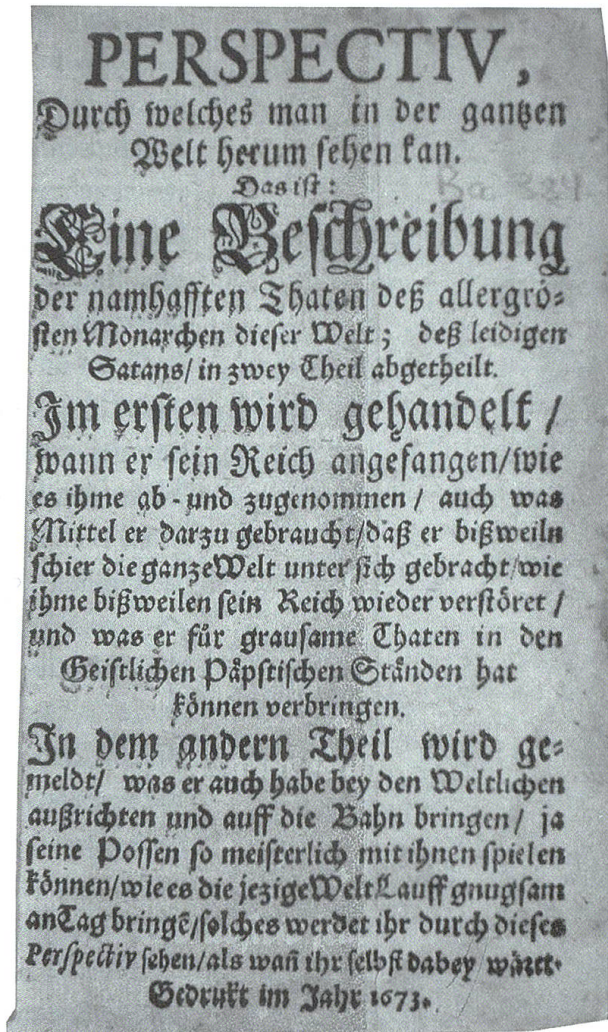 PERSPECTIV,
Durch welches man in der gantzen
Welt herum sehen kan.
Das ist:
Eine Beschreibung
der namhafften Thaten deß allergrö-
sten Monarchen dieser Welt; deß leidigen
Satans/ in zwey Theil abgetheilt.
Im ersten wird gehandelt /
wann er sein Reich angefangen/wie
es ihme ab- und zugenommen / auch was
Mittel er darzu gebraucht/daß er bißweiln
schier die ganze Welt unter sich gebracht/wie
ihme bißweilen sein Reich wieder verstöret /
und was er für grausame Thaten in den
Geistlichen Päpstischen Ständen hat
können verbringen.
In dem andern Theil wird ge-
meldt/ was er auch habe bey den Weltlichen
außrichten und auff die Bahn bringen/ ja
seine Possen so meisterlich mit ihnen spielen
können/wie es die jezige Welt Lauff gnugsam
an Tag bringẽ/solches werdet ihr durch dieses
Perspectiv sehen/als wañ ihr selbst dabey wäret.
Gedrukt im Jahr 1673.